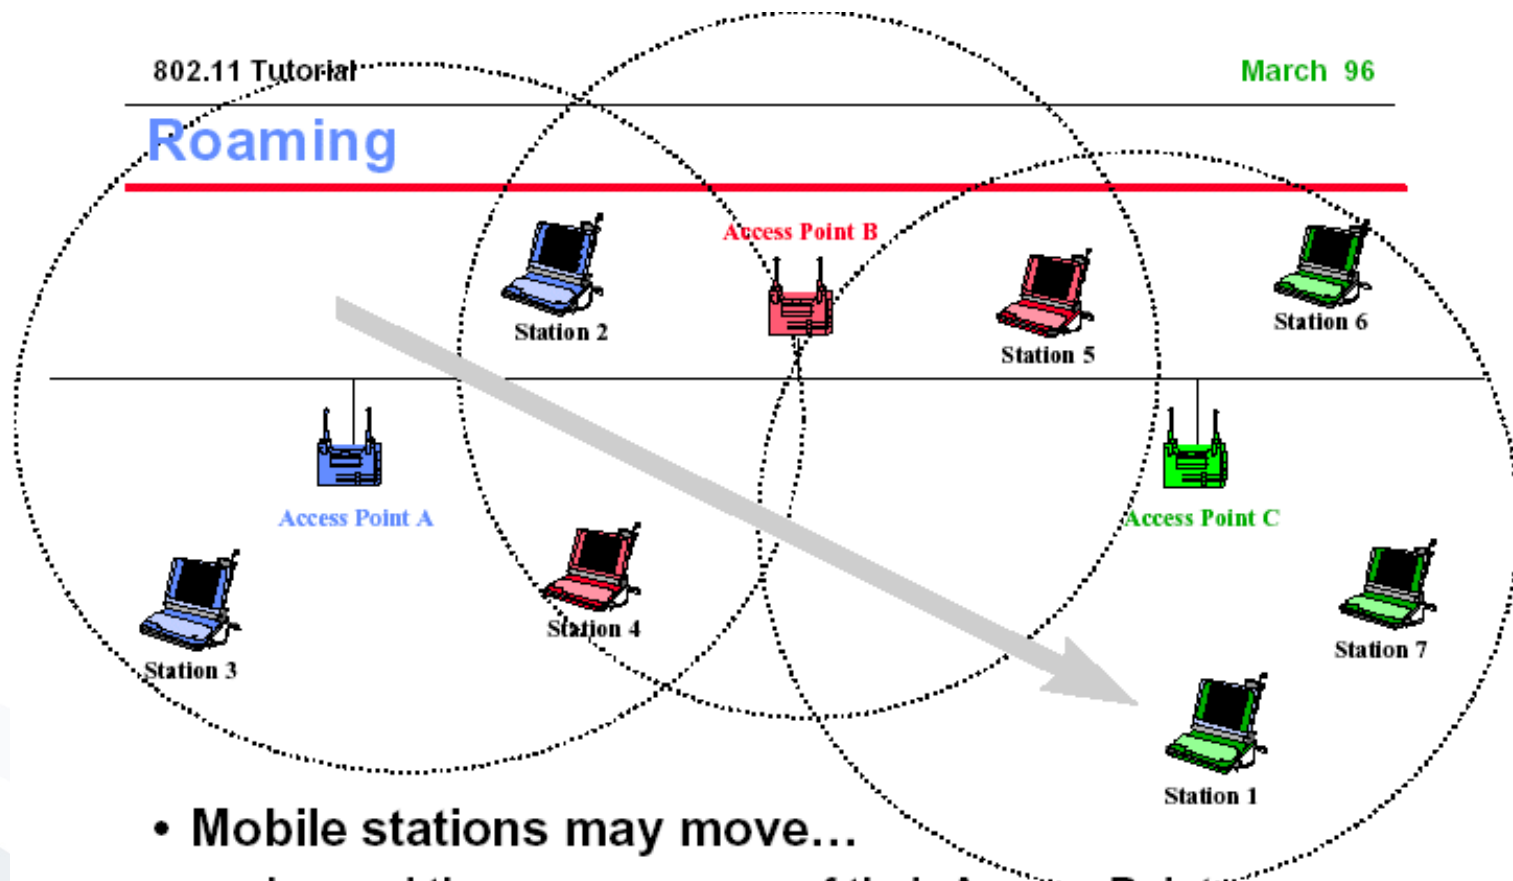 802.11 Tutorial
March 96
Roaming
Access Point B
Station 2
Station 5
Station 6
Access Point A
Access Point C
Station 3
Station 4
Station 7
Station 1
• Mobile stations may move…